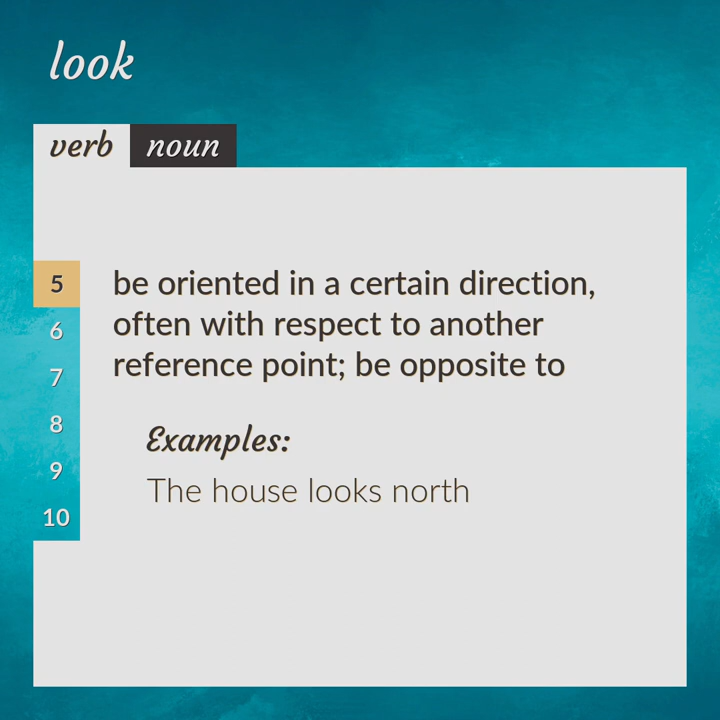 look
verb noun
5
6
7
8
9
10
be oriented in a certain direction,
often with respect to another
reference point; be opposite to
Examples:
The house looks north